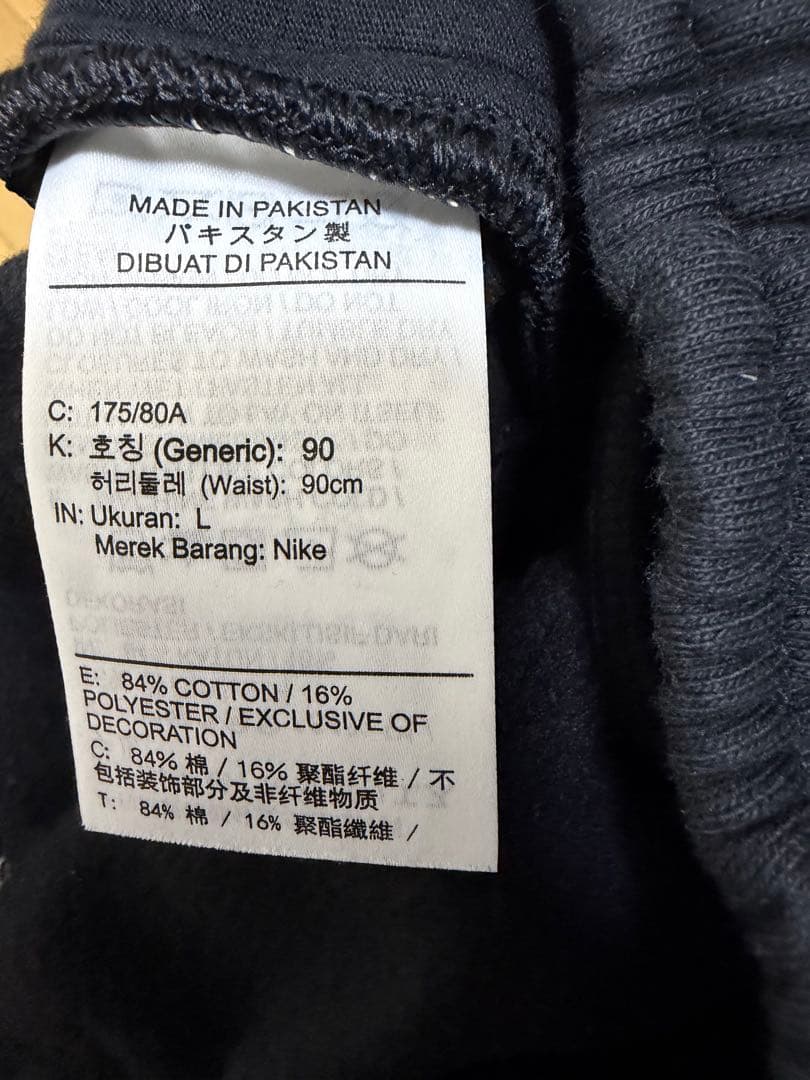 MADE IN PAKISTAN
パキスタン製
DIBUAT DI PAKISTAN
C: 175/80A
K: 호칭 (Generic): 90
허리둘레 (Waist): 90cm
IN: Ukuran: L
Merek Barang: Nike
E: 84% COTTON / 16%
POLYESTER / EXCLUSIVE OF
DECORATION
C: 84% 棉 / 16% 聚酯纤维 / 不
包括装饰部分及非纤维物质
T: 84% 棉 / 16% 聚酯纖維 /